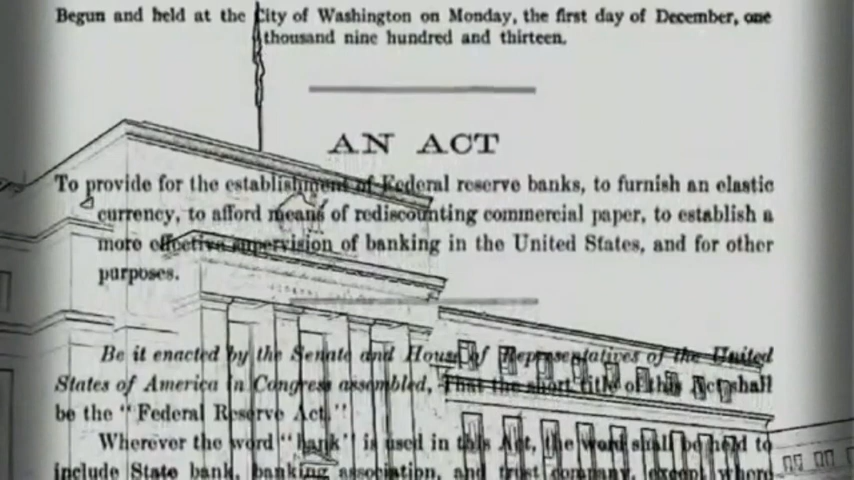 Begun and held at the City of Washington on Monday, the first day of December, one
thousand nine hundred and thirteen.
AN ACT
To provide for the establishment of Federal reserve banks, to furnish an elastic
currency, to afford means of rediscounting commercial paper, to establish a
more effective supervision of banking in the United States, and for other
purposes.
Be it enacted by the Senate and House of Representatives of the United
States of America in Congress assembled, That the short title of this Act shall
be the "Federal Reserve Act."
Wherever the word "bank" is used in this Act, the word shall be held to
include State bank, banking association, and trust company, except where